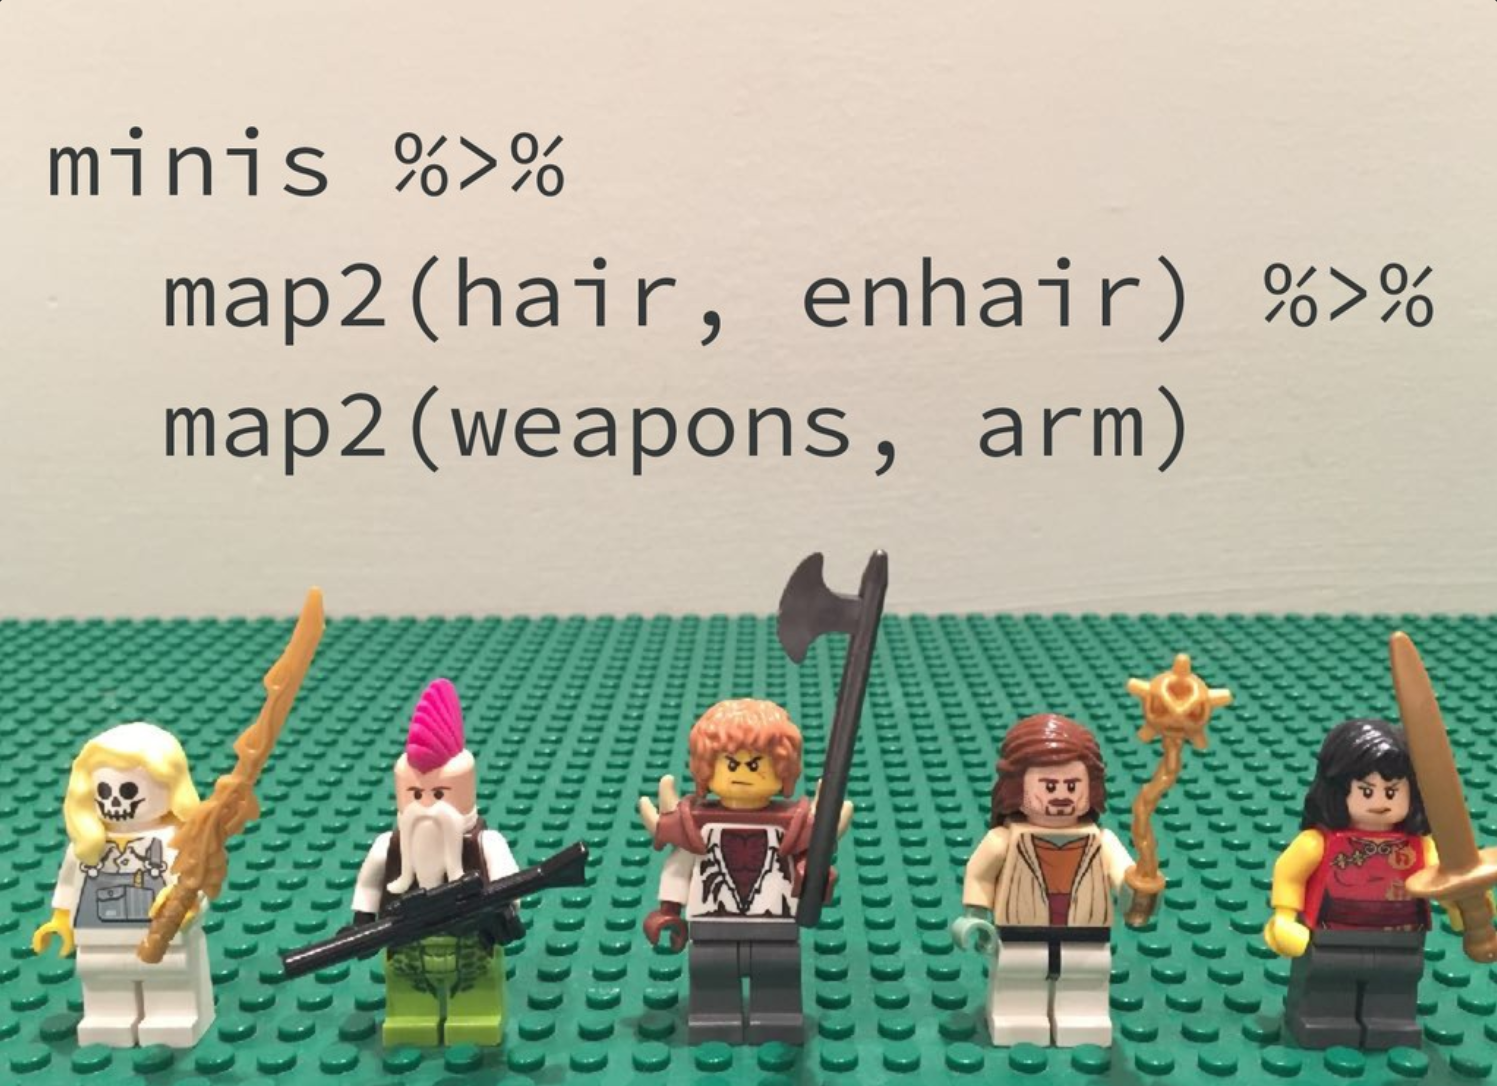 minis %>%
  map2(hair, enhair) %>%
  map2(weapons, arm)